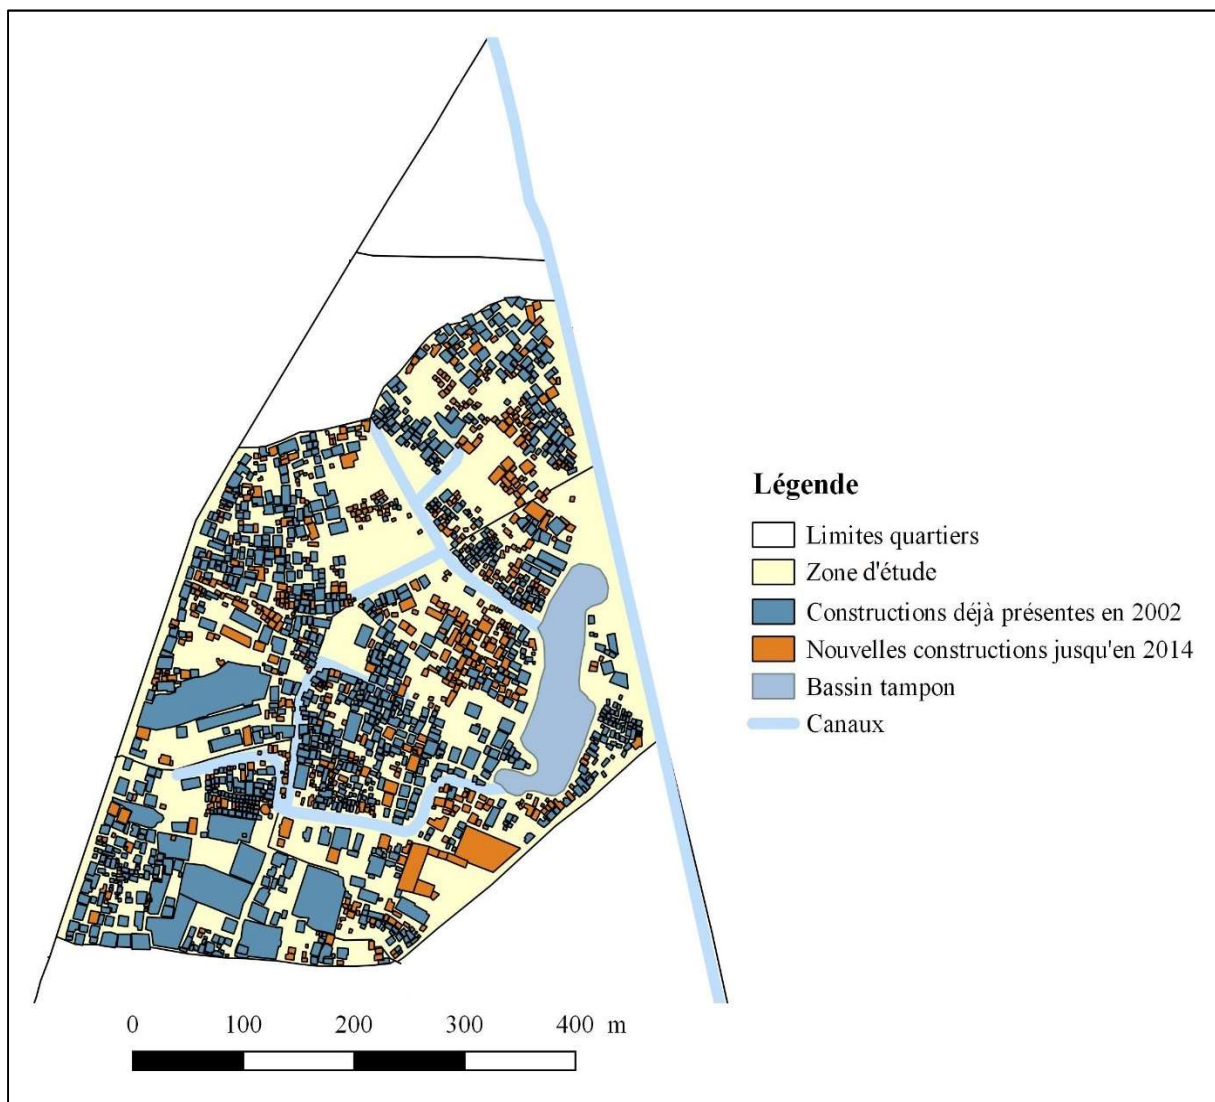 Légende
Limites quartiers
Zone d'étude
Constructions déjà présentes en 2002
Nouvelles constructions jusqu'en 2014
Bassin tampon
Canaux
0 100 200 300 400 m